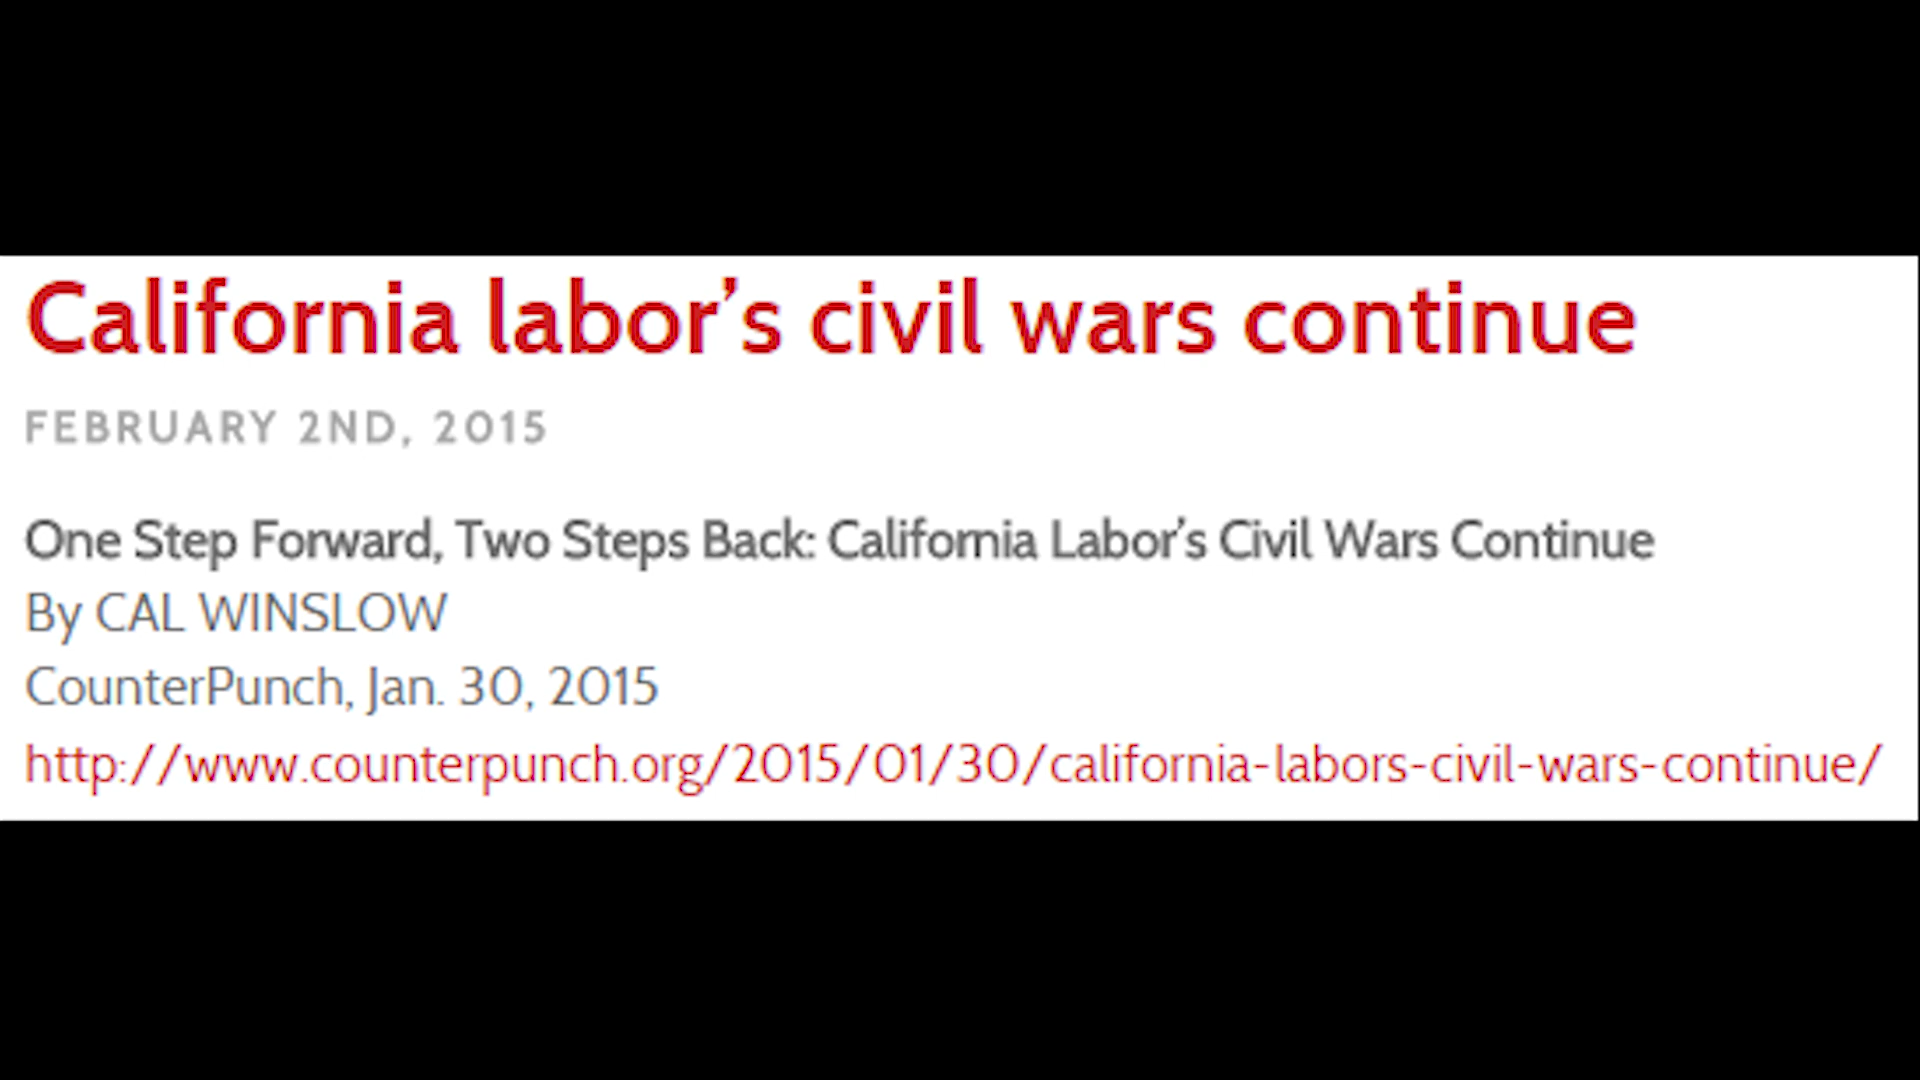 California labor’s civil wars continue
FEBRUARY 2ND, 2015
One Step Forward, Two Steps Back: California Labor’s Civil Wars Continue
By CAL WINSLOW
CounterPunch, Jan. 30, 2015
http://www.counterpunch.org/2015/01/30/california-labors-civil-wars-continue/